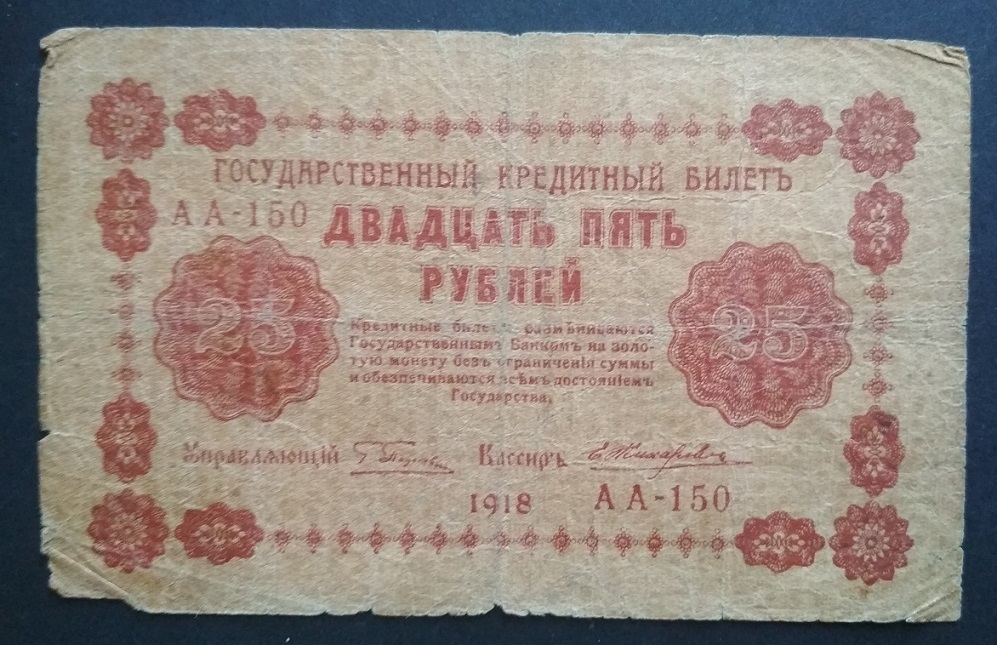 ГОСУДАРСТВЕННЫЙ КРЕДИТНЫЙ БИЛЕТЪ
АА-150 ДВАДЦАТЬ ПЯТЬ
РУБЛЕЙ
25 25
Кредитные билеты размѣниваются
Государственнымъ Банкомъ на золо-
тую монету безъ ограниченія суммы
и обезпечиваются всѣмъ достояніемъ
Государства.
Управляющій Кассиръ
1918 АА-150